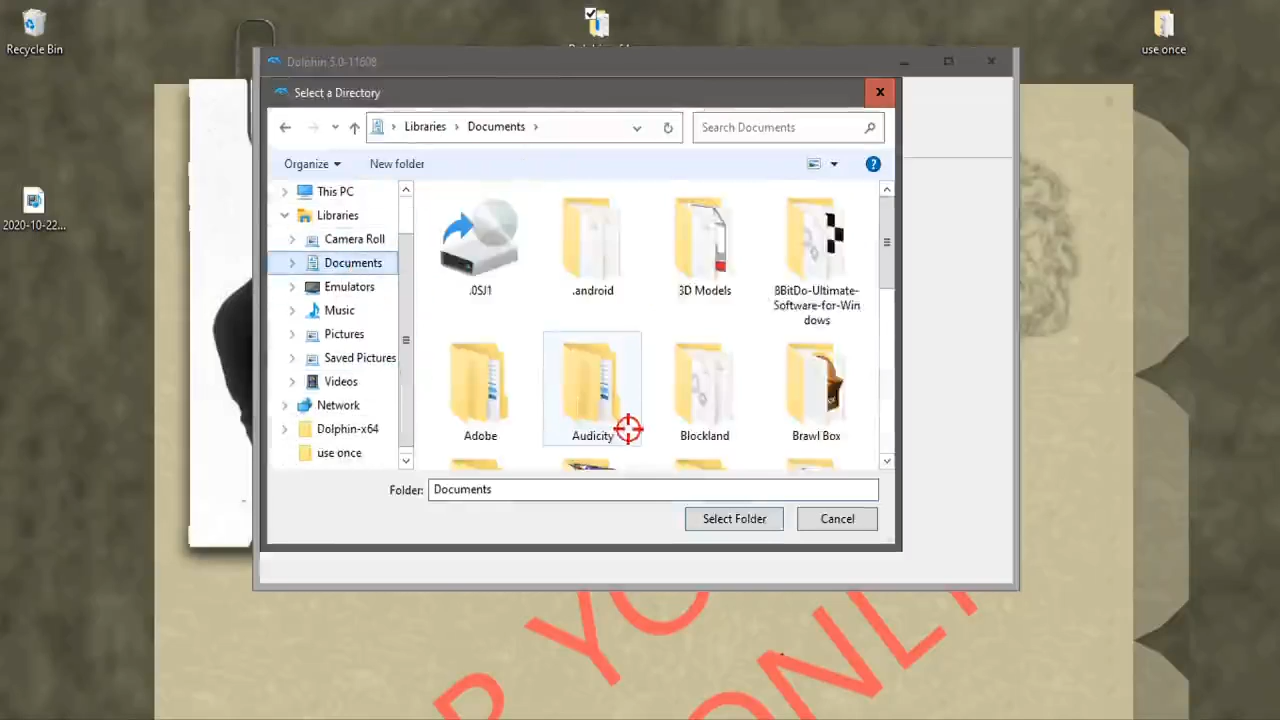 Recycle Bin
use once
2020-10-22...
Dolphin 5.0-11608
Select a Directory
Libraries
Documents
Search Documents
Organize
New folder
This PC
Libraries
Camera Roll
Documents
Emulators
Music
Pictures
Saved Pictures
Videos
Network
Dolphin-x64
use once
.0SJ1
.android
3D Models
8BitDo-Ultimate-
Software-for-Win
dows
Adobe
Audicity
Blockland
Brawl Box
Folder:
Documents
Select Folder
Cancel